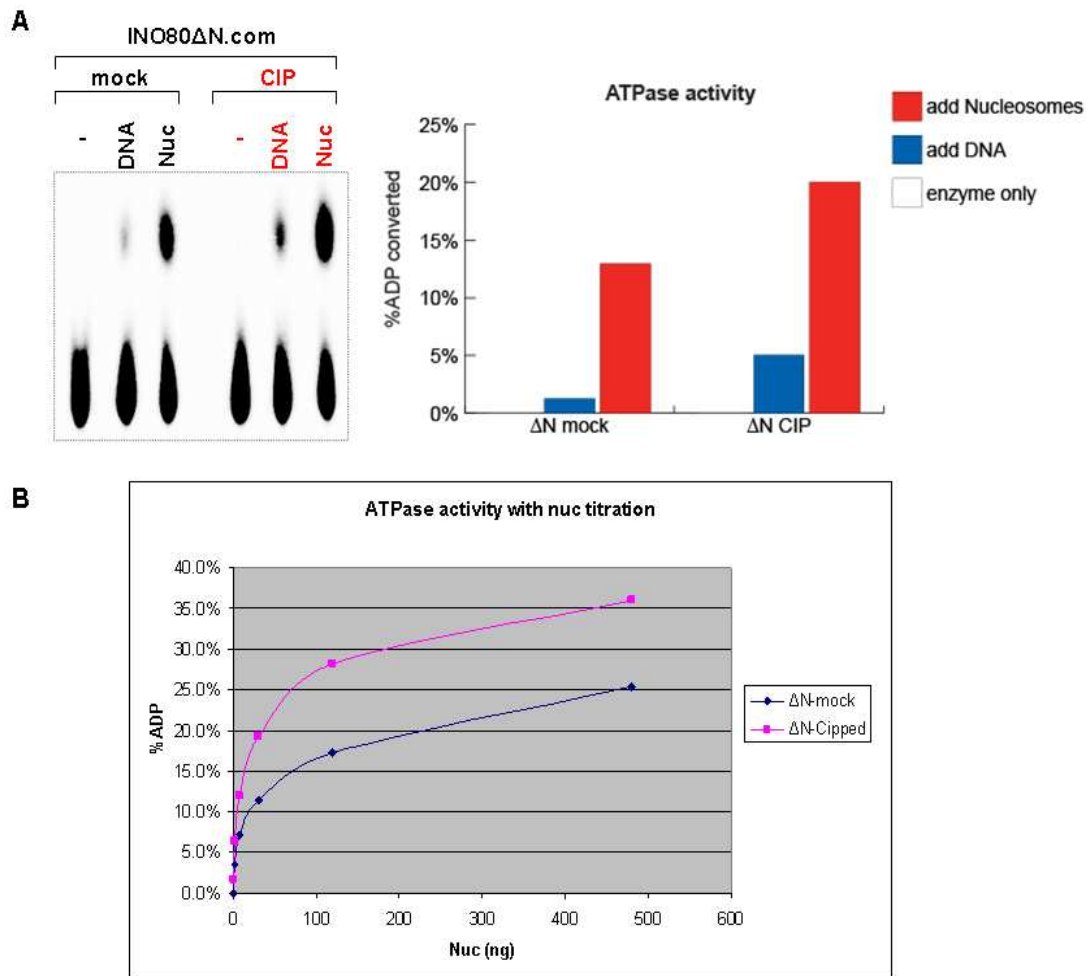 A
INO80ΔN.com
mock CIP
- DNA Nuc - DNA Nuc
ATPase activity
%ADP converted
25%
20%
15%
10%
5%
0%
ΔN mock ΔN CIP
add Nucleosomes
add DNA
enzyme only
B
ATPase activity with nuc titration
% ADP
40.0%
35.0%
30.0%
25.0%
20.0%
15.0%
10.0%
5.0%
0.0%
0 100 200 300 400 500 600
Nuc (ng)
ΔN-mock
ΔN-Cipped